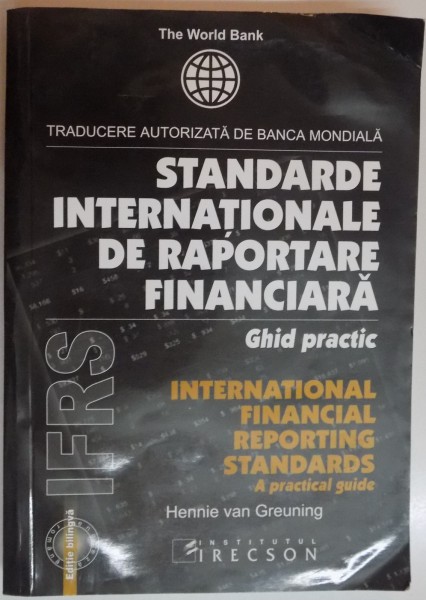 The World Bank
TRADUCERE AUTORIZATĂ DE BANCA MONDIALĂ
STANDARDE
INTERNAȚIONALE
DE RAPORTARE
FINANCIARĂ
Ghid practic
INTERNATIONAL
FINANCIAL
REPORTING
STANDARDS
A practical guide
Hennie van Greuning
INSTITUTUL
IRECSON
IFRS
Ediție bilingvă